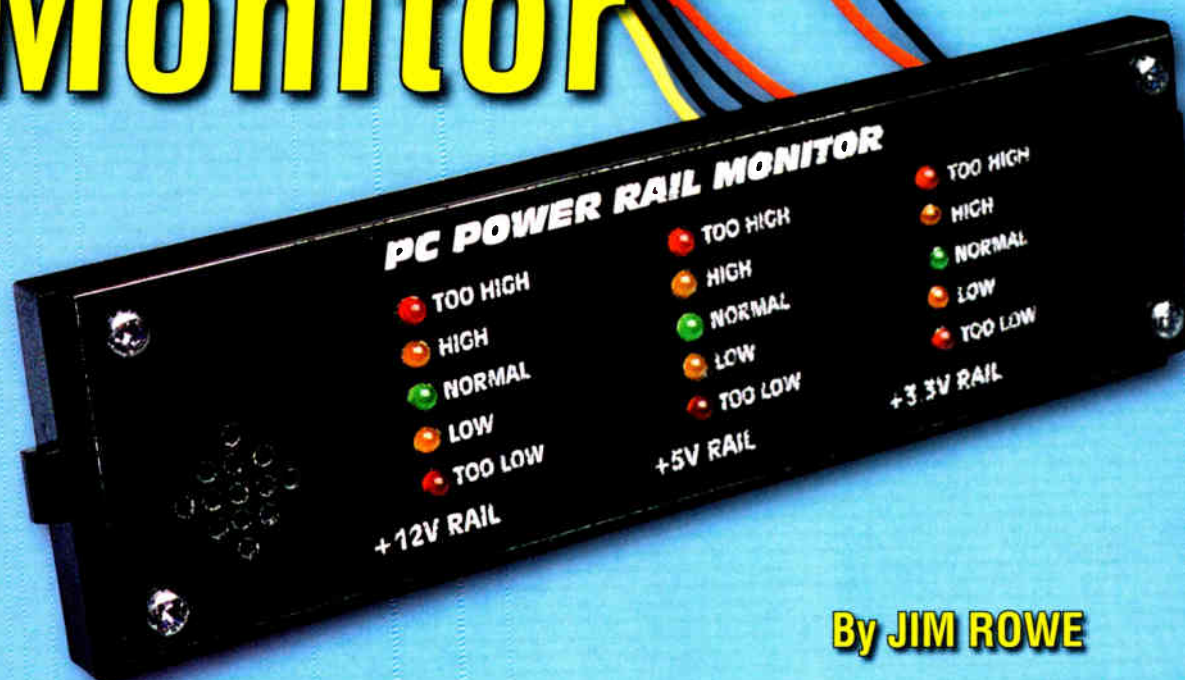 Monitor
PC POWER RAIL MONITOR
TOO HIGH
HIGH
NORMAL
LOW
TOO LOW
+12V RAIL
TOO HIGH
HIGH
NORMAL
LOW
TOO LOW
+5V RAIL
TOO HIGH
HIGH
NORMAL
LOW
TOO LOW
+3.3V RAIL
By JIM ROWE